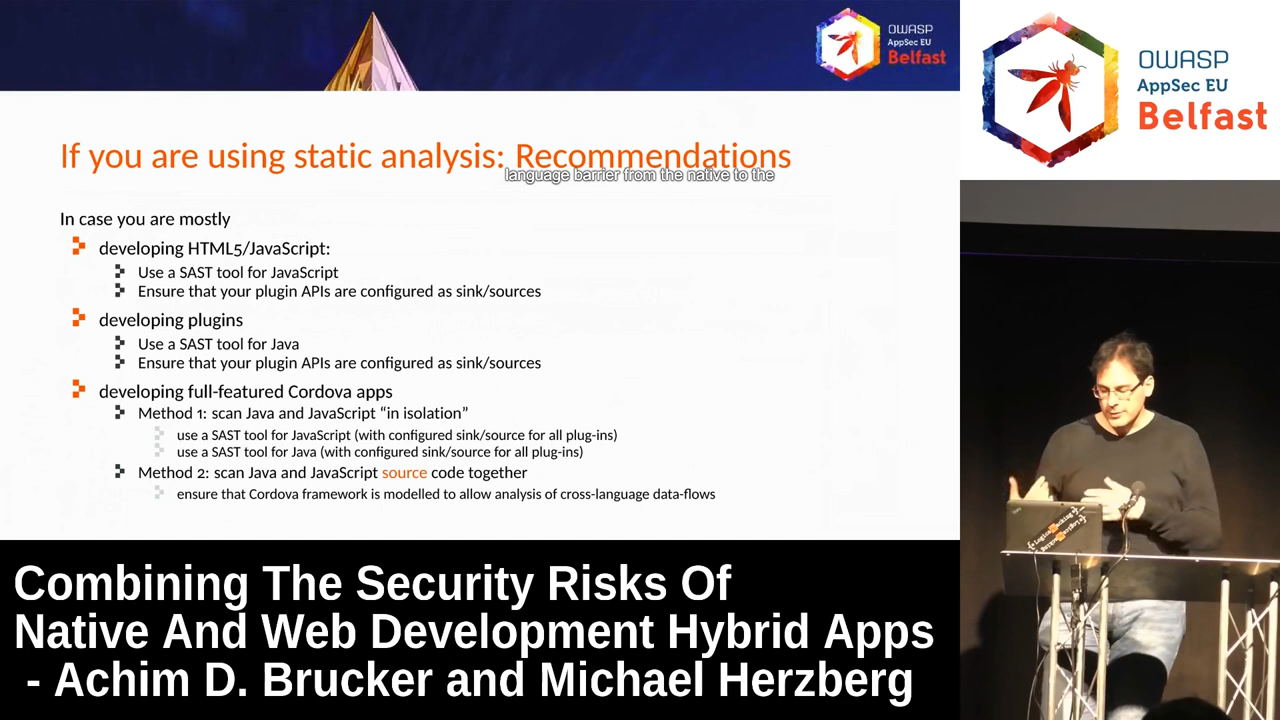 OWASP
AppSec EU
Belfast
OWASP
AppSec EU
Belfast
If you are using static analysis: Recommendations
language barrier from the native to the
In case you are mostly
developing HTML5/JavaScript:
Use a SAST tool for JavaScript
Ensure that your plugin APIs are configured as sink/sources
developing plugins
Use a SAST tool for Java
Ensure that your plugin APIs are configured as sink/sources
developing full-featured Cordova apps
Method 1: scan Java and JavaScript “in isolation”
use a SAST tool for JavaScript (with configured sink/source for all plug-ins)
use a SAST tool for Java (with configured sink/source for all plug-ins)
Method 2: scan Java and JavaScript source code together
ensure that Cordova framework is modelled to allow analysis of cross-language data-flows
Combining The Security Risks Of
Native And Web Development Hybrid Apps
- Achim D. Brucker and Michael Herzberg